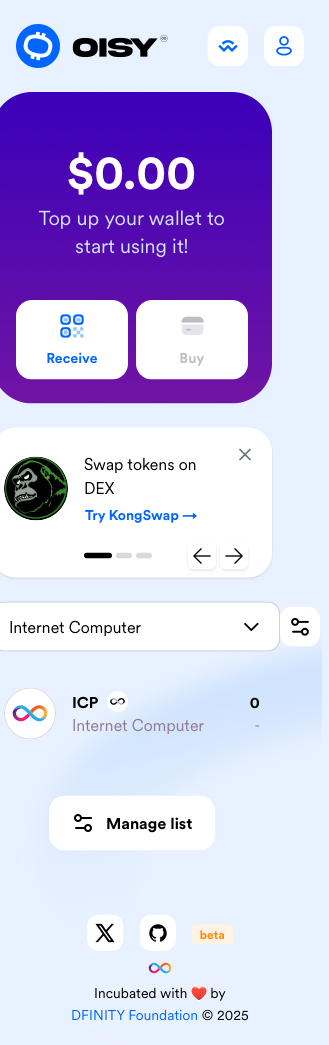 OISY
$0.00
Top up your wallet to
start using it!
Receive
Buy
Swap tokens on
DEX
Try KongSwap →
Internet Computer
ICP
0
Internet Computer
-
Manage list
beta
Incubated with ❤️ by
DFINITY Foundation © 2025